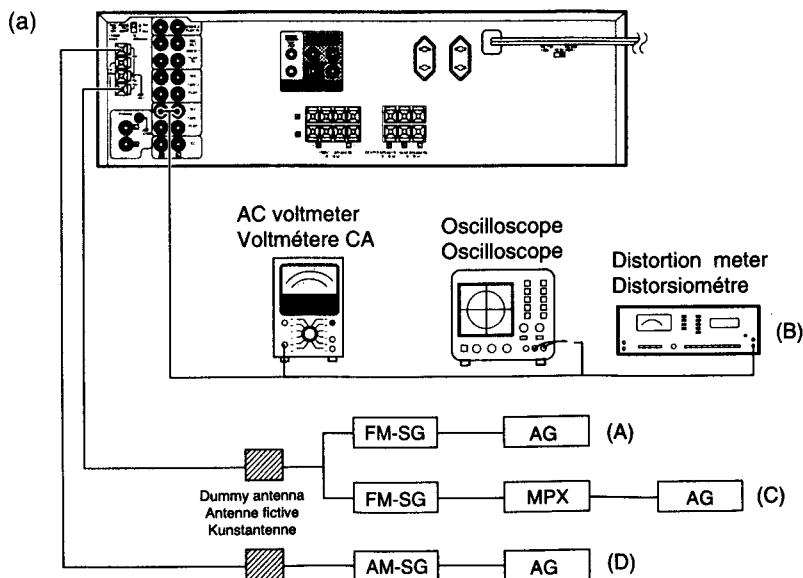 (a)
AC voltmeter
Voltmétere CA
Oscilloscope
Oscilloscope
Distortion meter
Distorsiométre
(B)
FM-SG
AG
(A)
Dummy antenna
Antenne fictive
Kunstantenne
FM-SG
MPX
AG
(C)
AM-SG
AG
(D)